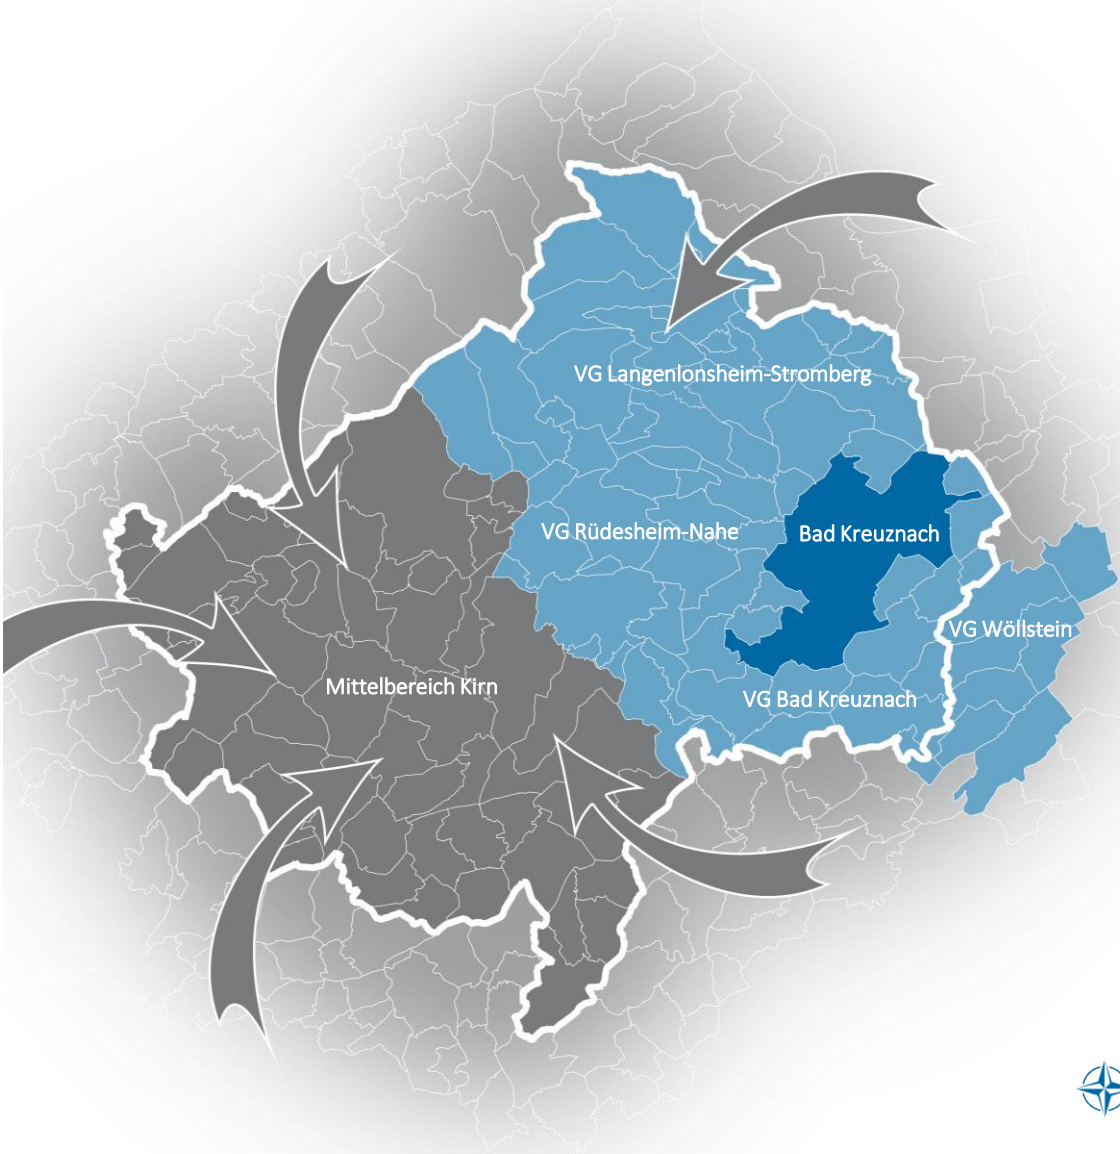 VG Langenlonsheim-Stromberg
VG Rüdesheim-Nahe
Bad Kreuznach
VG Wöllstein
Mittelbereich Kirn
VG Bad Kreuznach